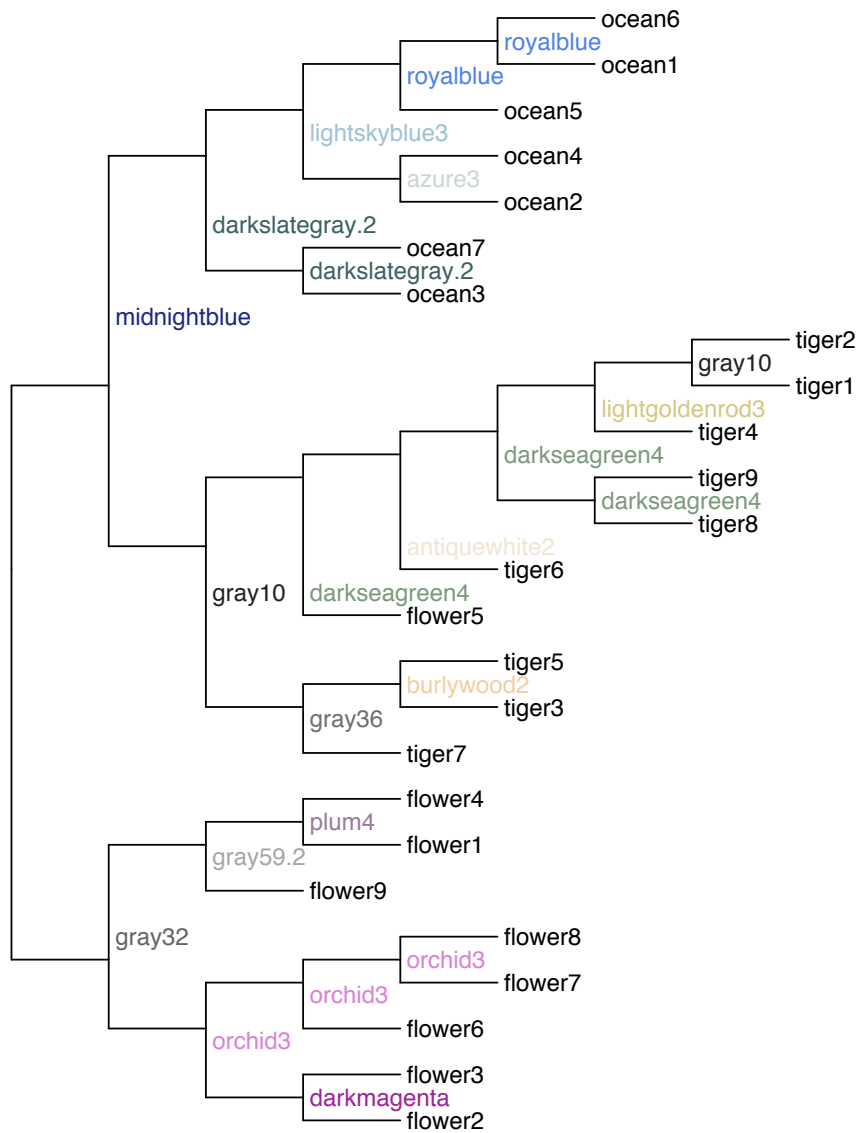 ocean6
royalblue
ocean1
royalblue
ocean5
lightskyblue3
ocean4
azure3
ocean2
darkslategray.2
ocean7
darkslategray.2
ocean3
midnightblue
tiger2
gray10
tiger1
lightgoldenrod3
tiger4
darkseagreen4
tiger9
darkseagreen4
tiger8
antiquewhite2
tiger6
gray10
darkseagreen4
flower5
tiger5
burlywood2
tiger3
gray36
tiger7
flower4
plum4
flower1
gray59.2
flower9
gray32
flower8
orchid3
flower7
orchid3
flower6
orchid3
flower3
darkmagenta
flower2